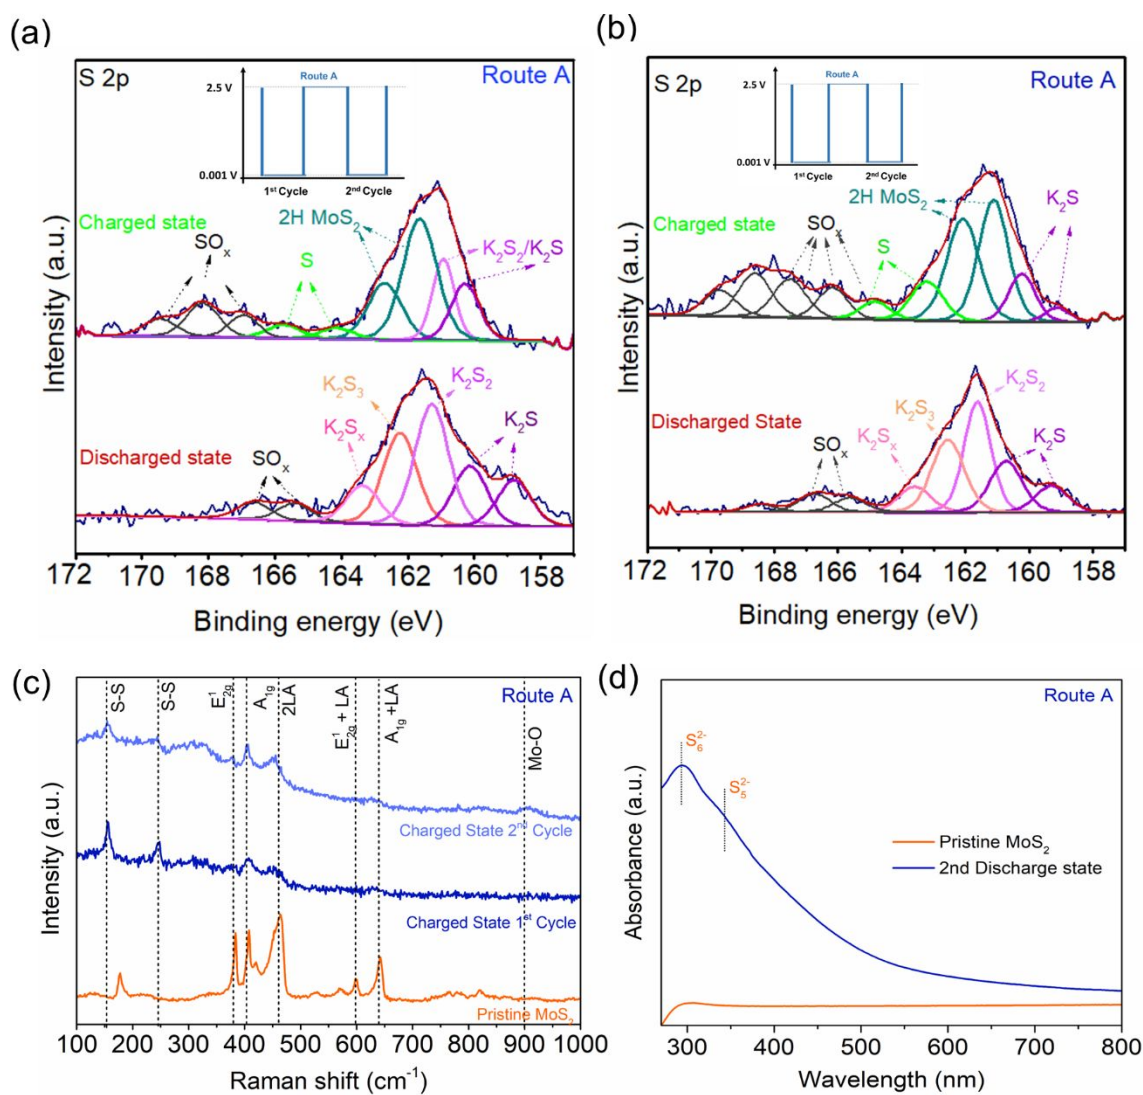 (a)
S 2p
Route A
Route A
2.5 V
0.001 V
1st Cycle
2nd Cycle
Charged state
2H MoS2
SOx
S
K2S2/K2S
K2S3
K2S2
K2Sx
K2S
Discharged state
SOx
Intensity (a.u.)
172 170 168 166 164 162 160 158
Binding energy (eV)
(b)
S 2p
Route A
Route A
2.5 V
0.001 V
1st Cycle
2nd Cycle
2H MoS2
K2S
Charged state
SOx
S
K2S2
K2S3
Discharged State
K2Sx
K2S
SOx
Intensity (a.u.)
172 170 168 166 164 162 160 158
Binding energy (eV)
(c)
S-S
S-S
E¹2g
A1g
2LA
E¹2g + LA
A1g +LA
Mo-O
Route A
Charged State 2nd Cycle
Charged State 1st Cycle
Pristine MoS2
Intensity (a.u.)
100 200 300 400 500 600 700 800 900 1000
Raman shift (cm-1)
(d)
Route A
S6 2-
S5 2-
Pristine MoS2
2nd Discharge state
Absorbance (a.u.)
300 400 500 600 700 800
Wavelength (nm)